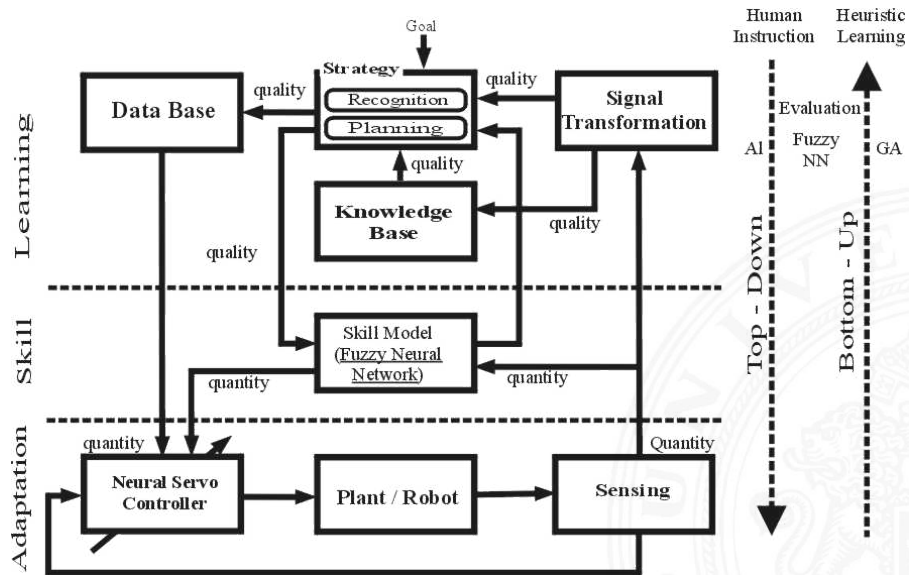 Goal
Human
Instruction
Heuristic
Learning
Strategy
Recognition
Planning
quality
Data Base
quality
Signal
Transformation
Evaluation
Fuzzy
NN
AI
GA
quality
Knowledge
Base
quality
quality
Learning
Skill Model
(Fuzzy Neural
Network)
quantity
quantity
Skill
Top - Down
Bottom - Up
quantity
Quantity
Neural Servo
Controller
Plant / Robot
Sensing
Adaptation
UNIVE